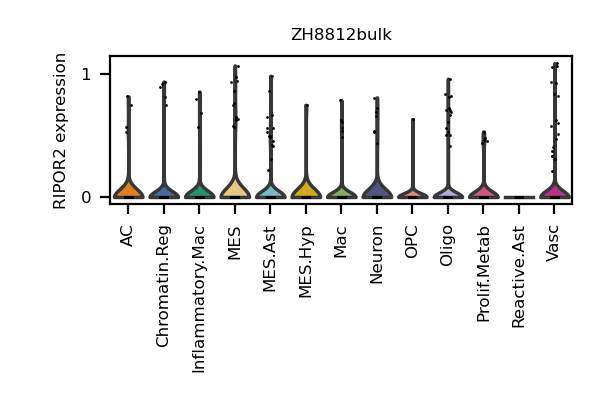 ZH8812bulk
RIPOR2 expression
1
0
AC
Chromatin.Reg
Inflammatory.Mac
MES
MES.Ast
MES.Hyp
Mac
Neuron
OPC
Oligo
Prolif.Metab
Reactive.Ast
Vasc